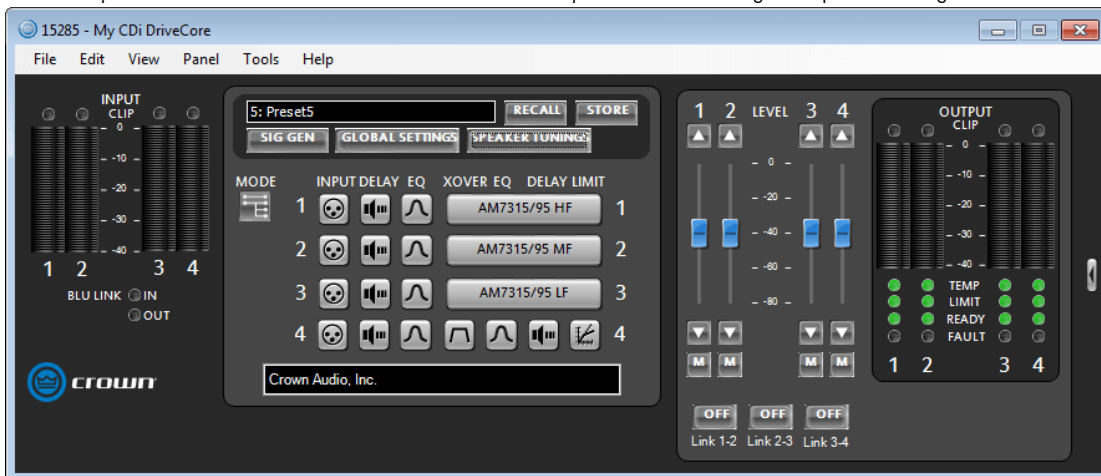 15285 - My CDi DriveCore
File Edit View Panel Tools Help
INPUT
CLIP
- 0 -
- -10 -
- -20 -
- -30 -
- -40 -
1 2 3 4
BLU LINK IN
OUT
crown
5: Preset5 RECALL STORE
SIG GEN GLOBAL SETTINGS SPEAKER TUNINGS
MODE INPUT DELAY EQ XOVER EQ DELAY LIMIT
1 AM7315/95 HF 1
2 AM7315/95 MF 2
3 AM7315/95 LF 3
4 4
Crown Audio, Inc.
1 2 LEVEL 3 4
- 0 -
- -20 -
- -40 -
- -60 -
- -80 -
M M M M
OFF OFF OFF
Link 1-2 Link 2-3 Link 3-4
OUTPUT
CLIP
- 0 -
- -10 -
- -20 -
- -30 -
- -40 -
TEMP
LIMIT
READY
FAULT
1 2 3 4